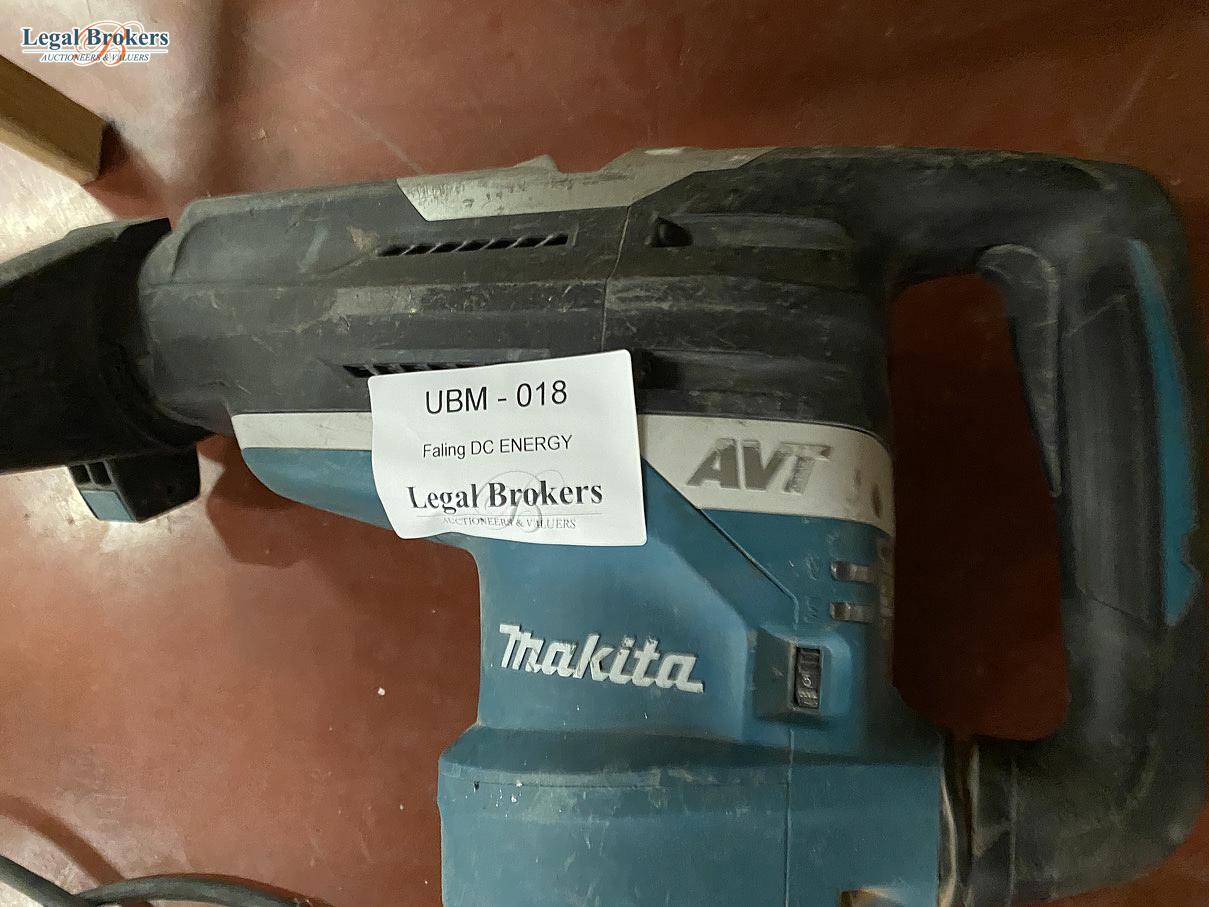 Legal Brokers
AUCTIONEERS & VALUERS
UBM - 018
Faling DC ENERGY
Legal Brokers
AUCTIONEERS & VALUERS
AVT
makita